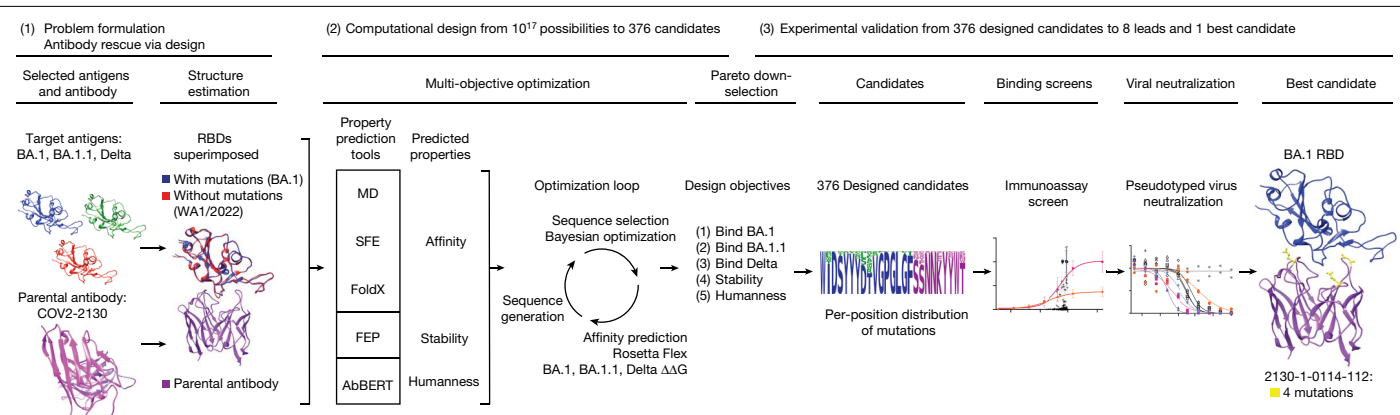 (1) Problem formulation
Antibody rescue via design
(2) Computational design from 10¹⁷ possibilities to 376 candidates
(3) Experimental validation from 376 designed candidates to 8 leads and 1 best candidate
Selected antigens
and antibody
Structure
estimation
Multi-objective optimization
Pareto down-
selection
Candidates
Binding screens
Viral neutralization
Best candidate
Target antigens:
BA.1, BA.1.1, Delta
Parental antibody:
COV2-2130
RBDs
superimposed
With mutations (BA.1)
Without mutations
(WA1/2022)
Parental antibody
Property
prediction
tools
Predicted
properties
MD
SFE
FoldX
FEP
AbBERT
Affinity
Stability
Humanness
Optimization loop
Sequence selection
Bayesian optimization
Sequence
generation
Affinity prediction
Rosetta Flex
BA.1, BA.1.1, Delta ΔΔG
Design objectives
(1) Bind BA.1
(2) Bind BA.1.1
(3) Bind Delta
(4) Stability
(5) Humanness
376 Designed candidates
Per-position distribution
of mutations
Immunoassay
screen
Pseudotyped virus
neutralization
BA.1 RBD
2130-1-0114-112:
4 mutations